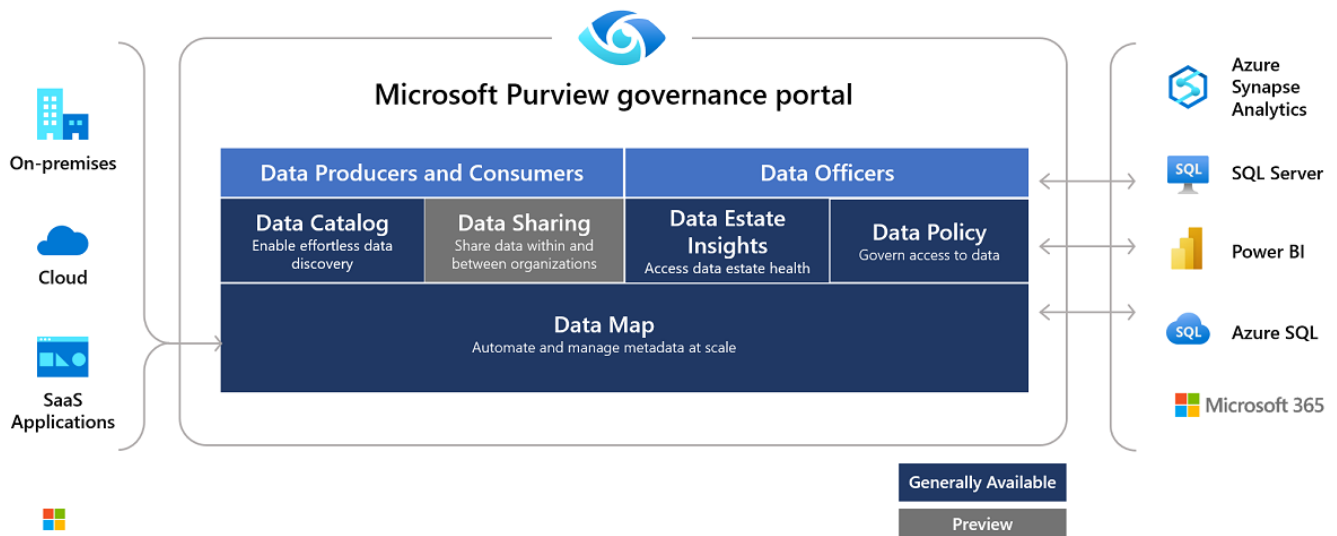 Microsoft Purview governance portal
On-premises
Cloud
SaaS
Applications
Data Producers and Consumers
Data Officers
Data Catalog
Enable effortless data
discovery
Data Sharing
Share data within and
between organizations
Data Estate
Insights
Access data estate health
Data Policy
Govern access to data
Data Map
Automate and manage metadata at scale
Azure
Synapse
Analytics
SQL
SQL Server
Power BI
SQL
Azure SQL
Microsoft 365
Generally Available
Preview